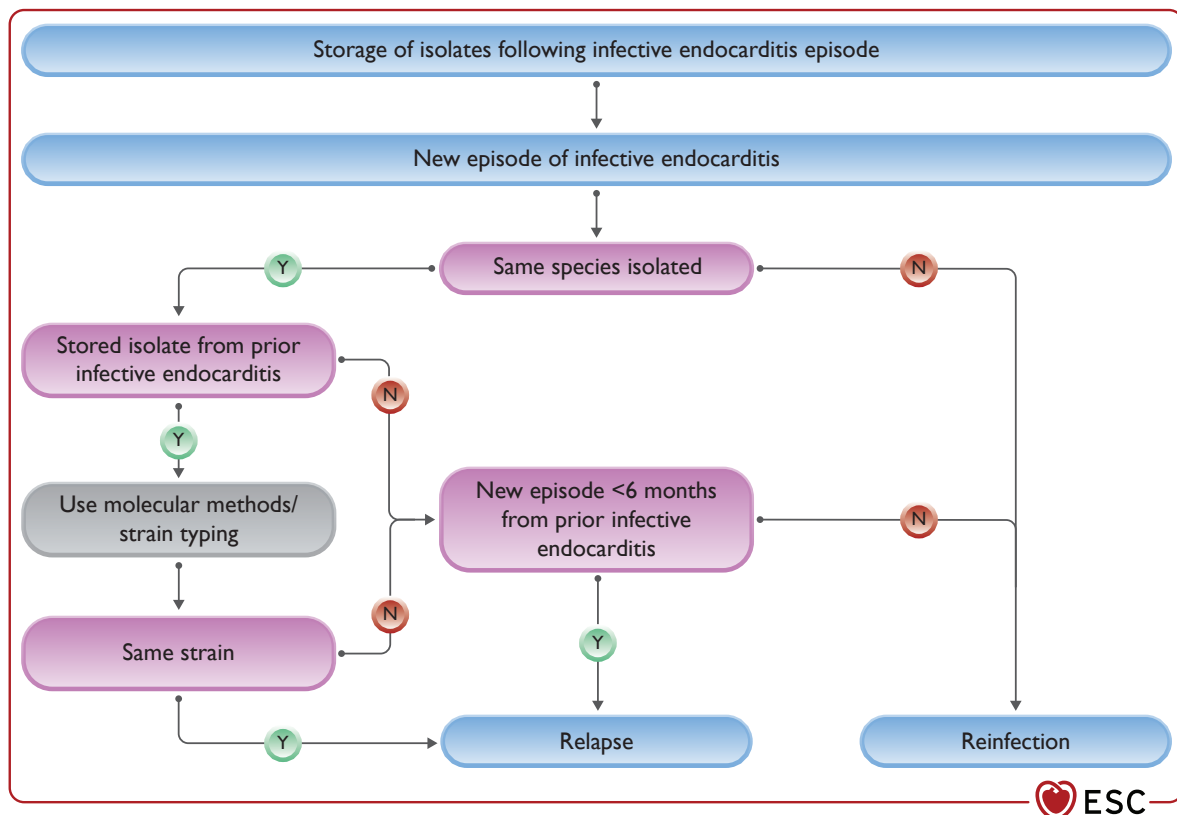 Storage of isolates following infective endocarditis episode
New episode of infective endocarditis
Y
Same species isolated
N
Stored isolate from prior
infective endocarditis
N
Y
Use molecular methods/
strain typing
New episode <6 months
from prior infective
endocarditis
N
N
Same strain
Y
Y
Relapse
Reinfection
ESC